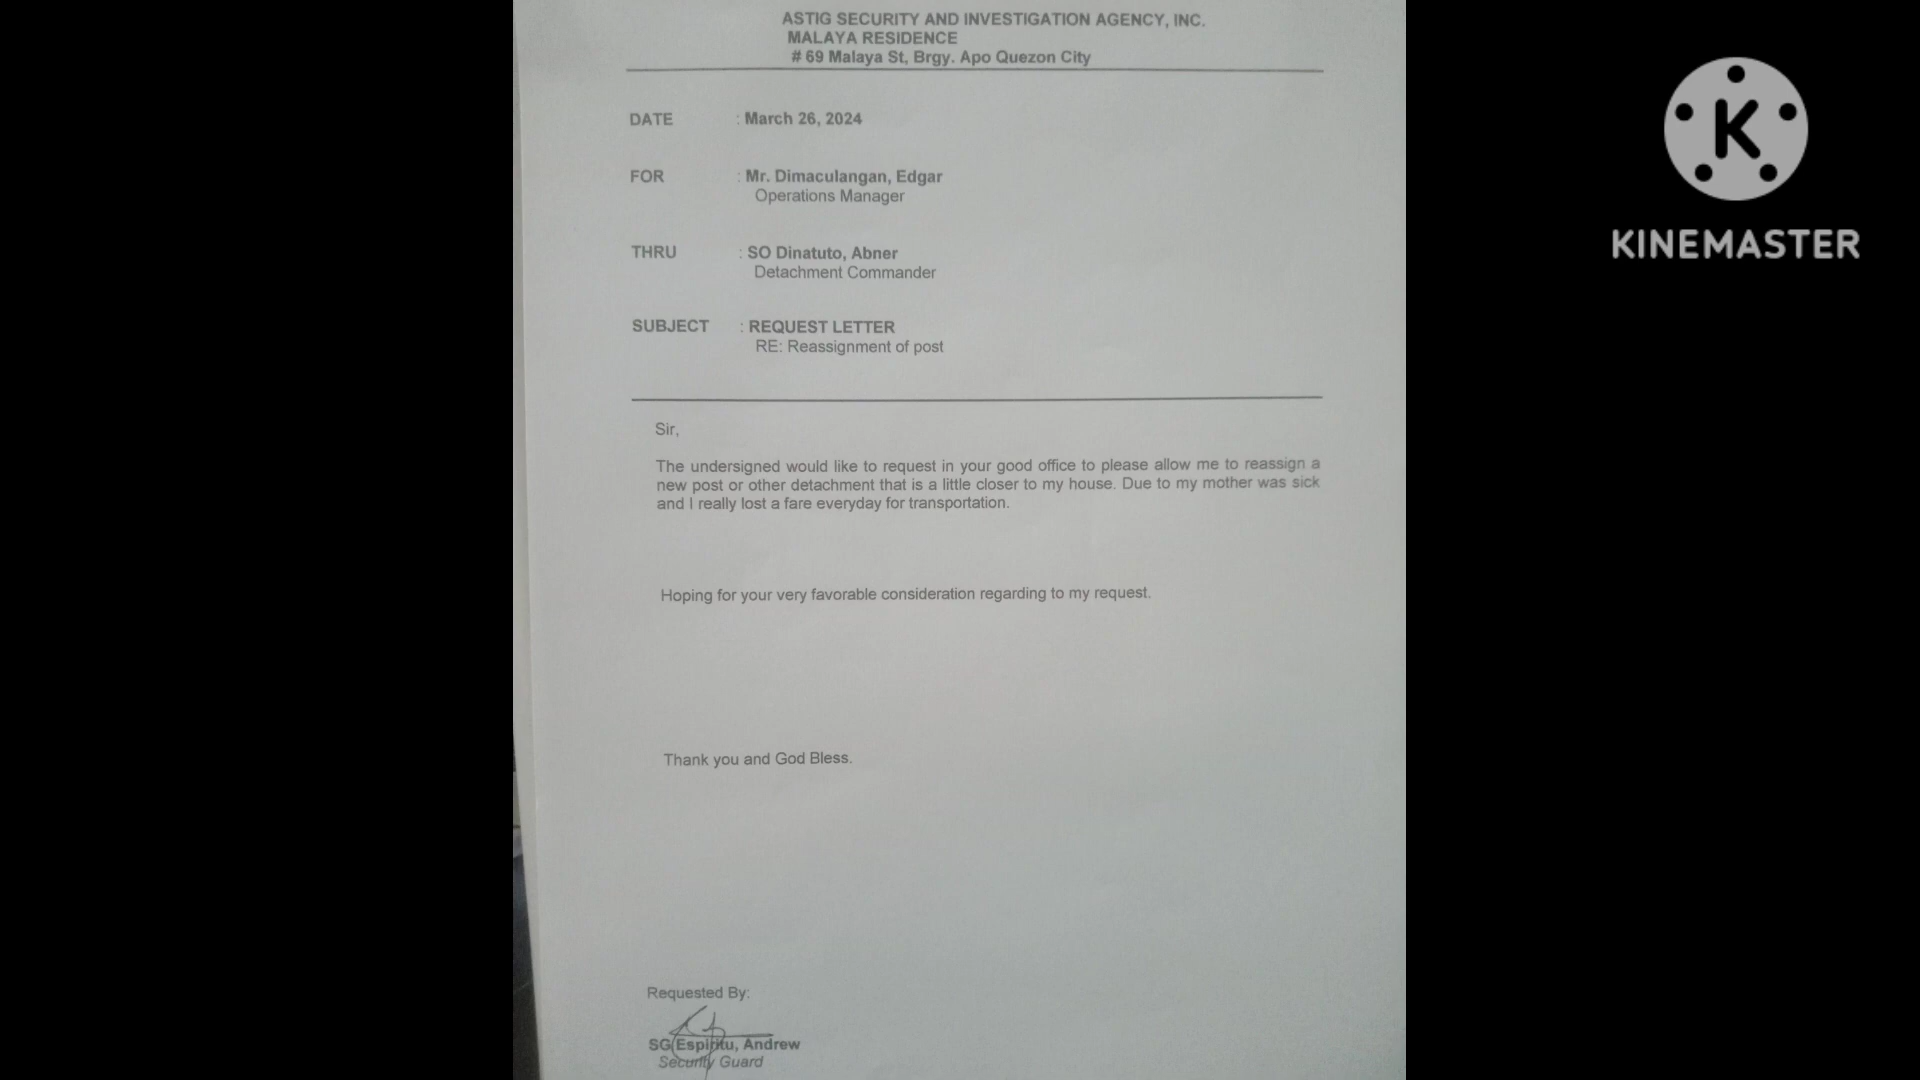 ASTIG SECURITY AND INVESTIGATION AGENCY, INC.
MALAYA RESIDENCE
# 69 Malaya St, Brgy. Apo Quezon City
DATE : March 26, 2024
FOR : Mr. Dimaculangan, Edgar
Operations Manager
THRU : SO Dinatuto, Abner
Detachment Commander
SUBJECT : REQUEST LETTER
RE: Reassignment of post
Sir,
The undersigned would like to request in your good office to please allow me to reassign a
new post or other detachment that is a little closer to my house. Due to my mother was sick
and I really lost a fare everyday for transportation.
Hoping for your very favorable consideration regarding to my request.
Thank you and God Bless.
Requested By:
SG Espiritu, Andrew
Security Guard
K
KINEMASTER